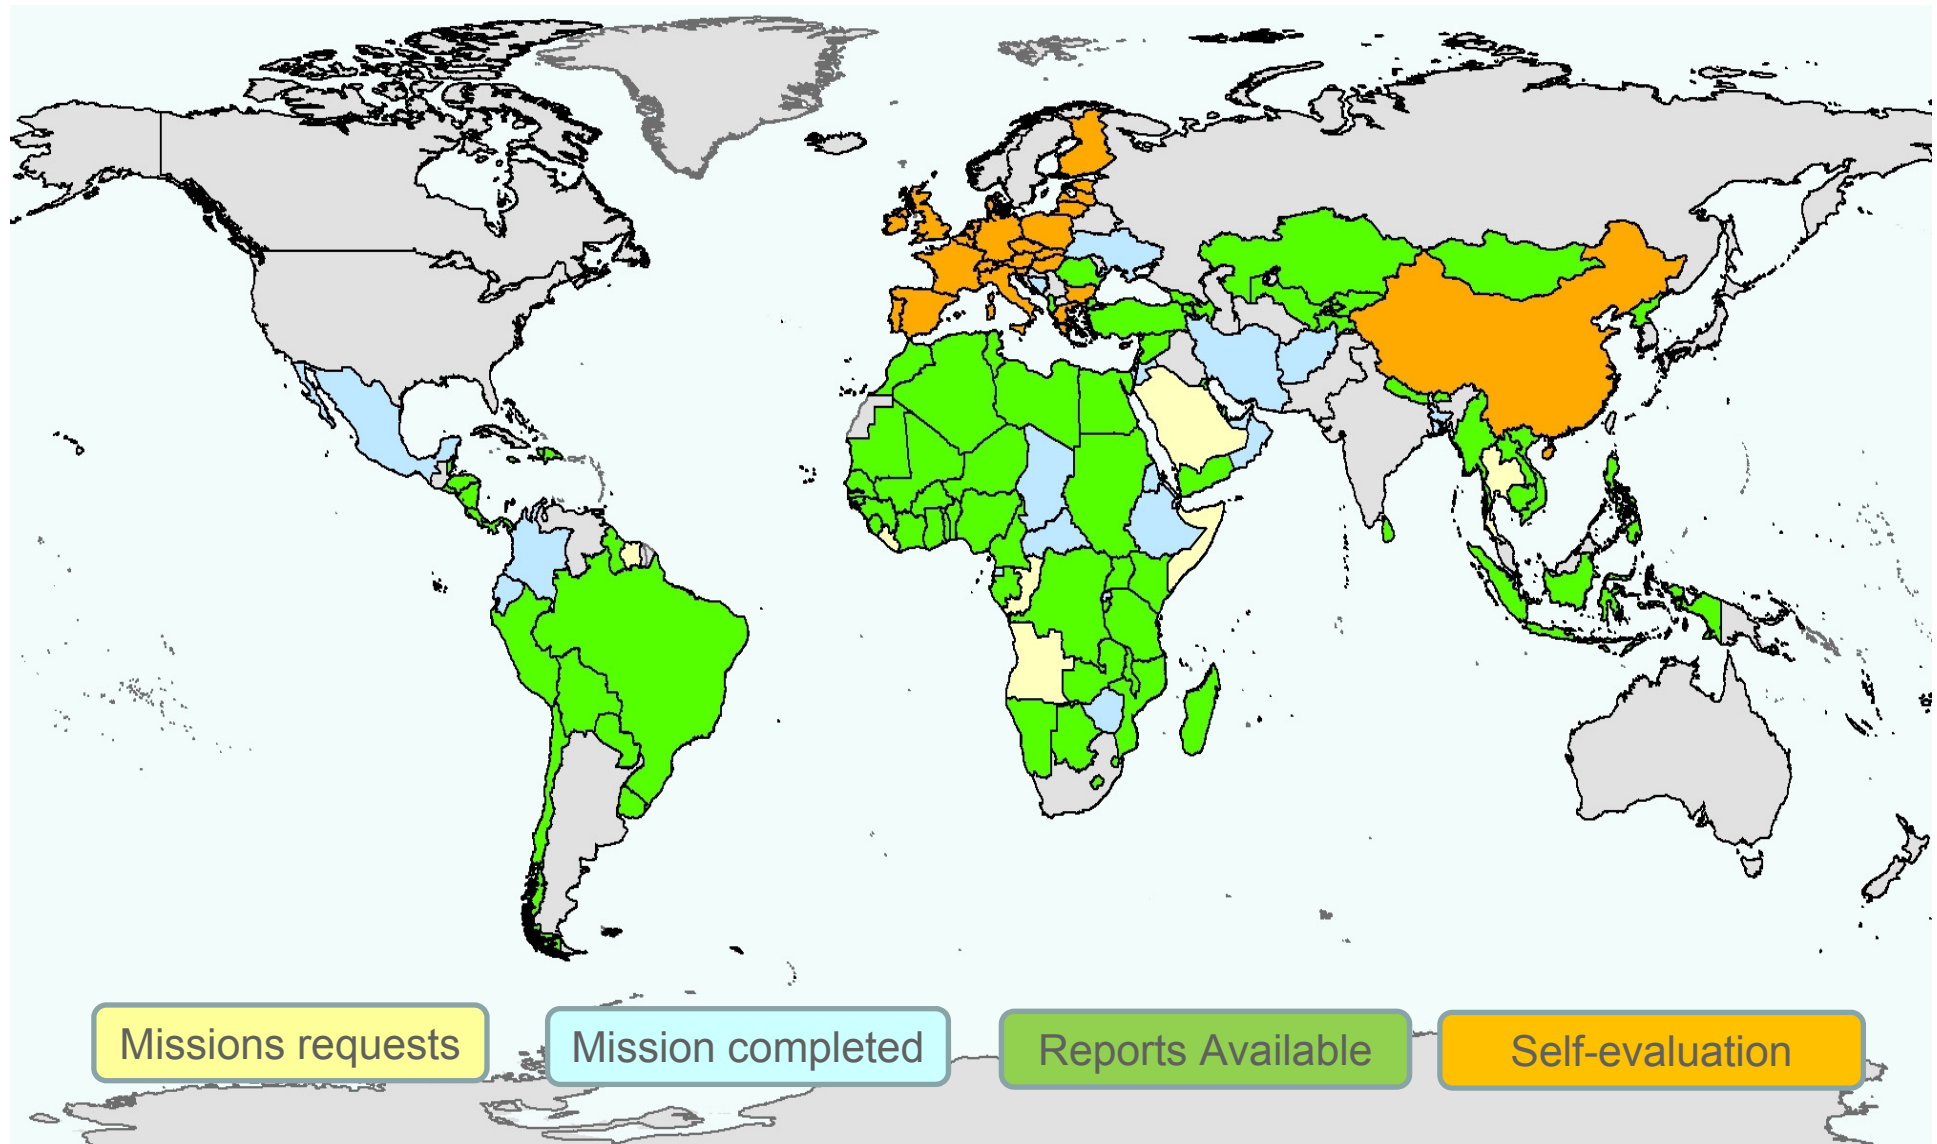 Missions requests
Mission completed
Reports Available
Self-evaluation